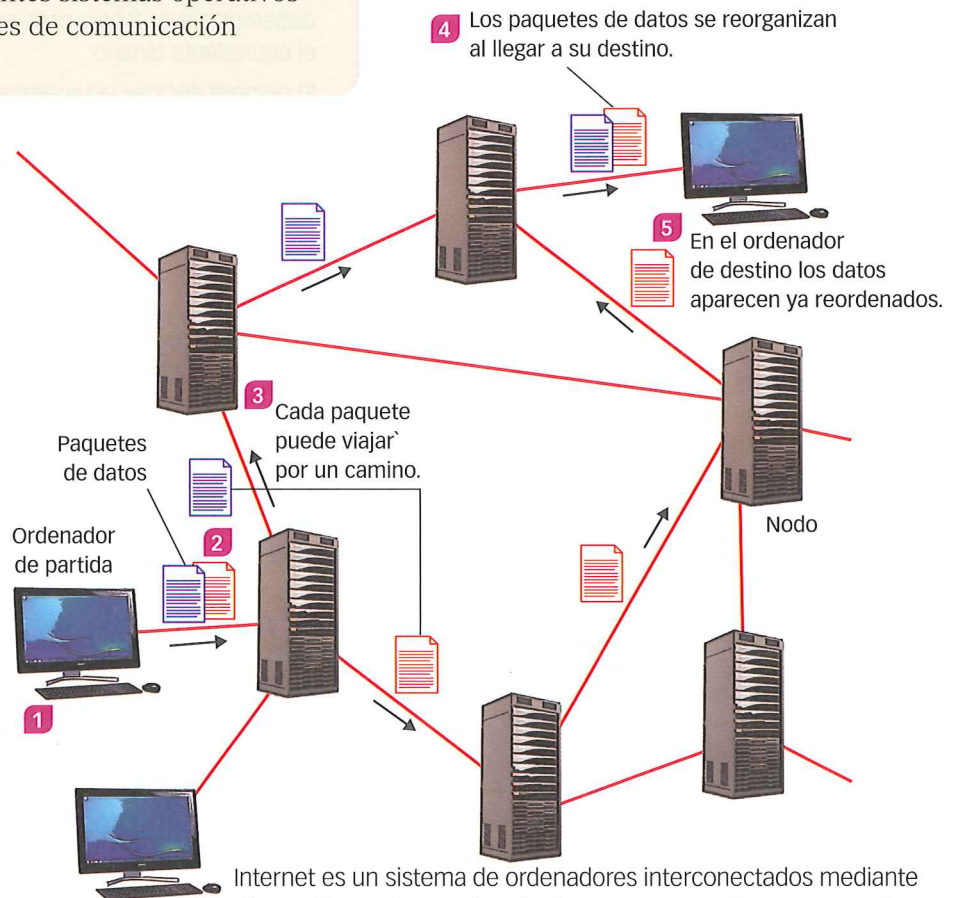 ntes sistemas operativos
es de comunicación
4 Los paquetes de datos se reorganizan
al llegar a su destino.
5 En el ordenador
de destino los datos
aparecen ya reordenados.
3 Cada paquete
puede viajar`
por un camino.
Paquetes
de datos
2
Ordenador
de partida
1
Nodo
Internet es un sistema de ordenadores interconectados mediante